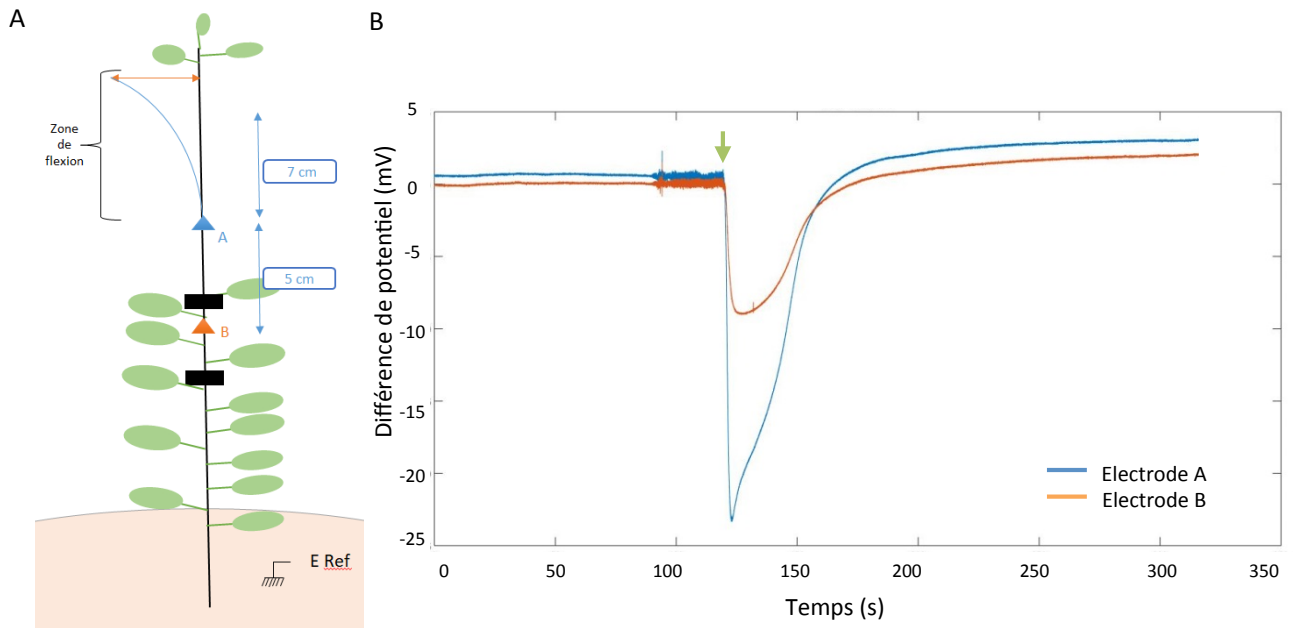 A
Zone
de
flexion
7 cm
A
5 cm
B
E Ref
B
Différence de potentiel (mV)
5
0
-5
-10
-15
-20
-25
0 50 100 150 200 250 300 350
Temps (s)
Electrode A
Electrode B